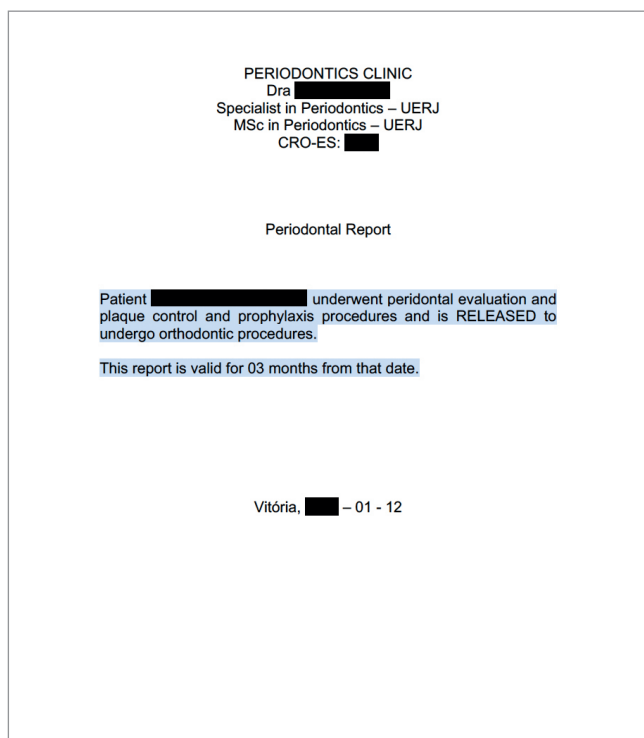 PERIODONTICS CLINIC
Dra
Specialist in Periodontics – UERJ
MSc in Periodontics – UERJ
CRO-ES:
Periodontal Report
Patient underwent peridontal evaluation and
plaque control and prophylaxis procedures and is RELEASED to
undergo orthodontic procedures.
This report is valid for 03 months from that date.
Vitória, – 01 - 12